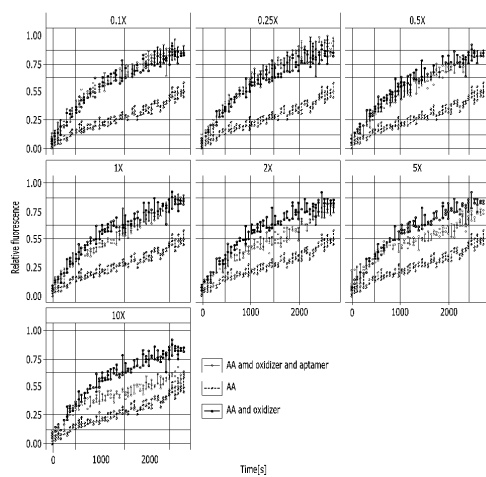 0.1X 0.25X 0.5X
1.00
0.75
0.55
0.25
0.00
1X 2X 5X
1.00
0.75
0.55
0.25
0.00
Relative fluorescence
0 1000 2000 0 1000 2000
10X
1.00
0.75
0.55
0.25
0.00
0 1000 2000
AA amd oxidizer and aptamer
AA
AA and oxidizer
Time[s]